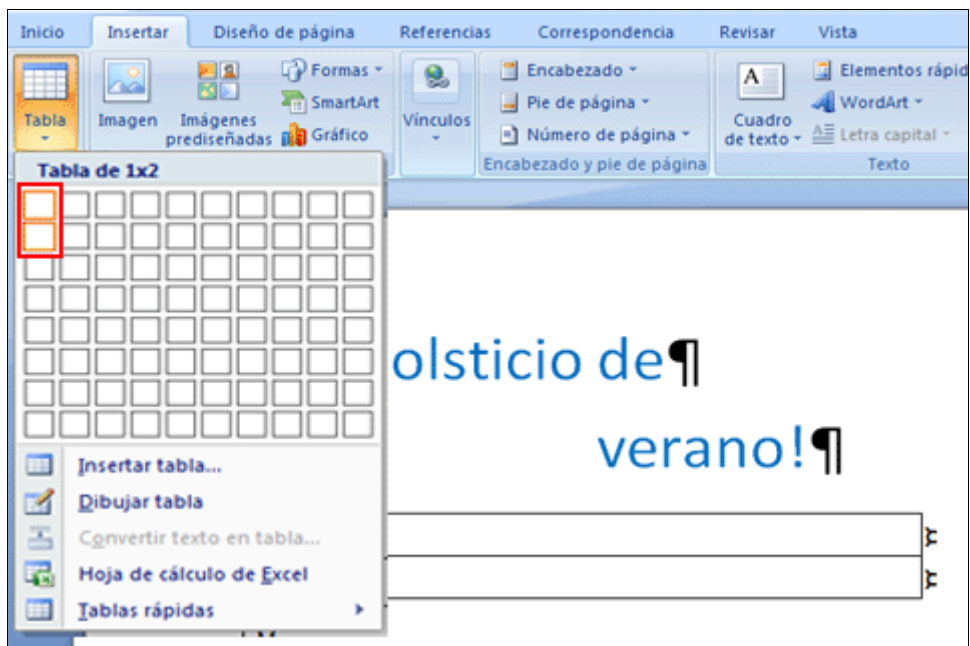 Inicio Insertar Diseño de página Referencias Correspondencia Revisar Vista
Tabla
Imagen
Imágenes
prediseñadas
Formas
SmartArt
Gráfico
Vínculos
Encabezado
Pie de página
Número de página
Encabezado y pie de página
A
Cuadro
de texto
Elementos rápid
WordArt
Letra capital
Texto
Tabla de 1x2
Insertar tabla...
Dibujar tabla
Convertir texto en tabla...
Hoja de cálculo de Excel
Tablas rápidas
olsticio de¶
verano!¶
¤
¤